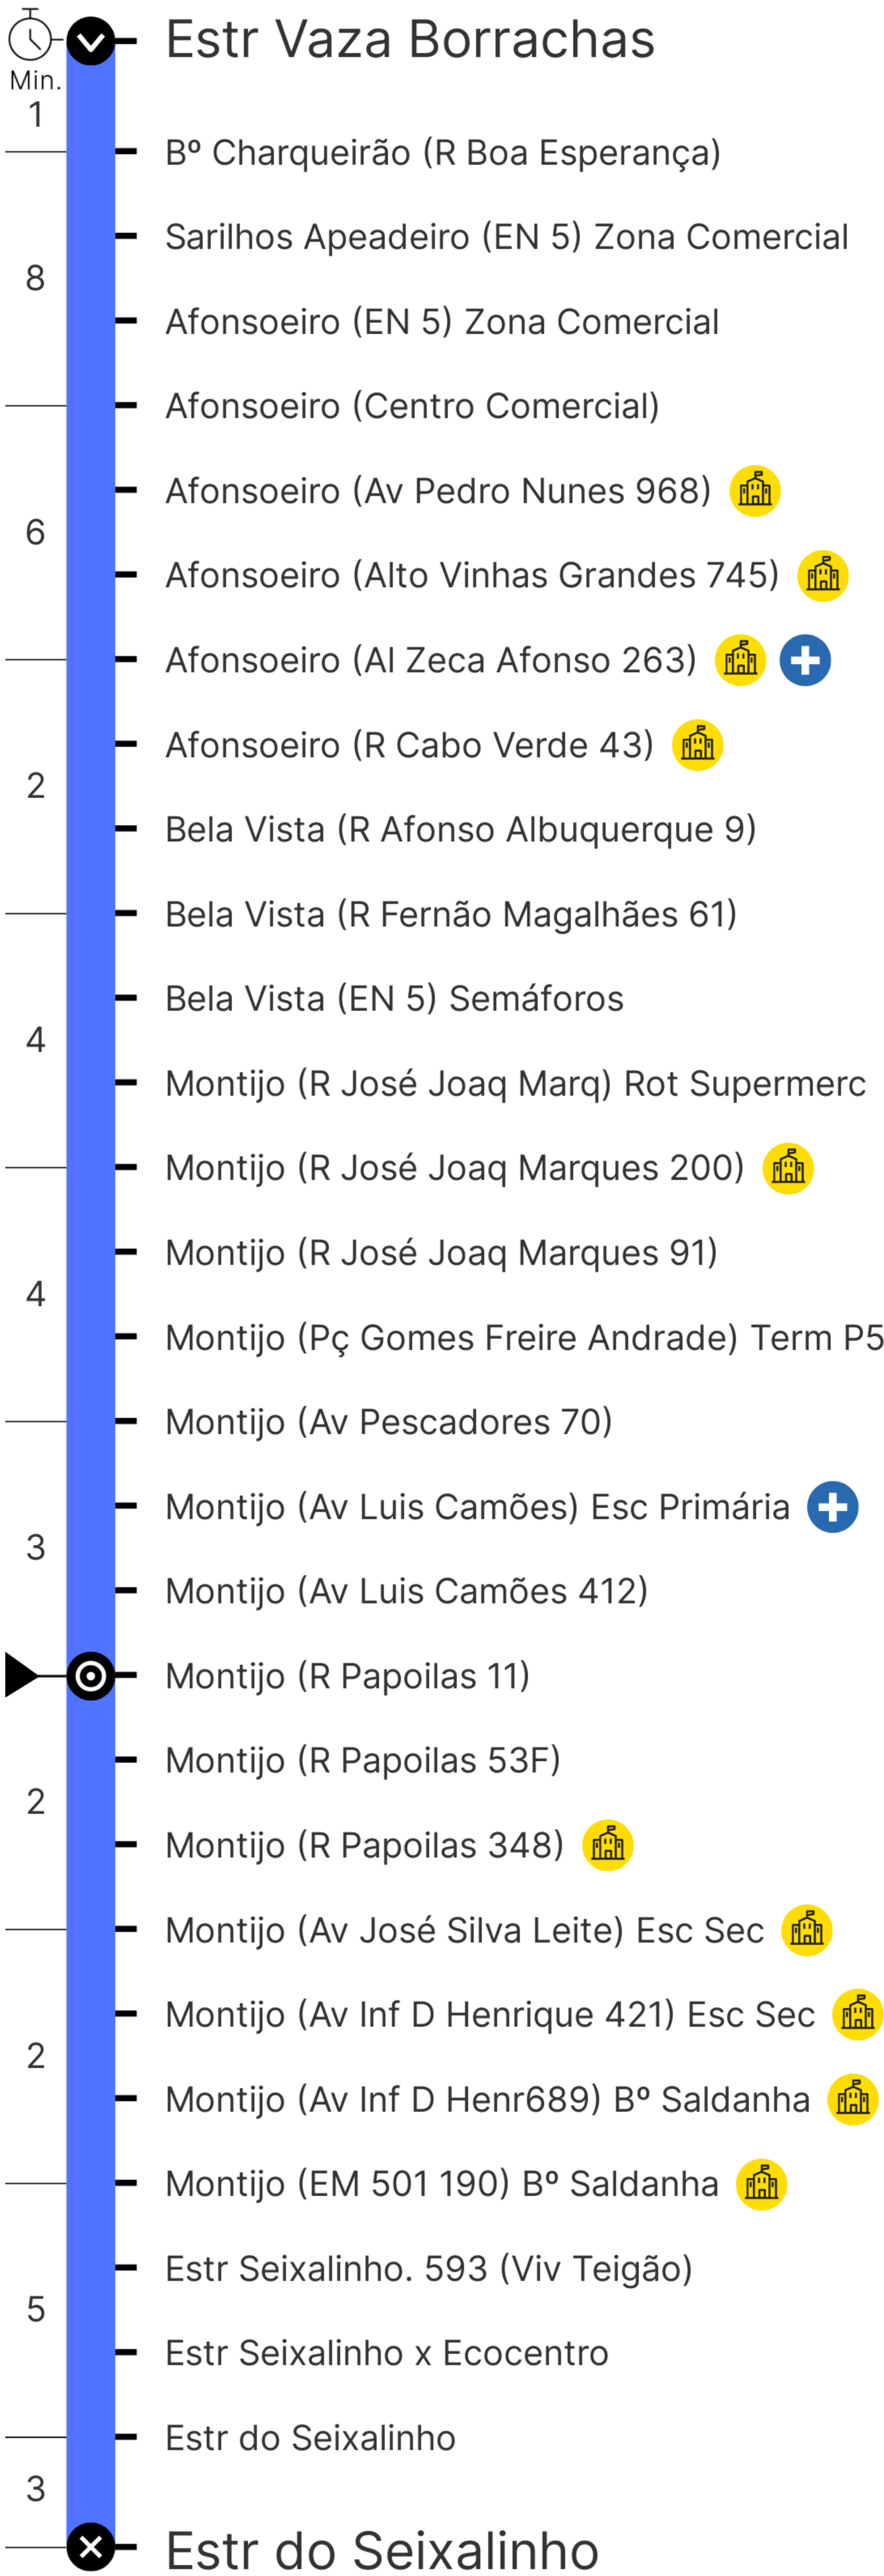 Estr Vaza Borrachas
Min.
1
Bº Charqueirão (R Boa Esperança)
Sarilhos Apeadeiro (EN 5) Zona Comercial
8
Afonsoeiro (EN 5) Zona Comercial
Afonsoeiro (Centro Comercial)
Afonsoeiro (Av Pedro Nunes 968)
6
Afonsoeiro (Alto Vinhas Grandes 745)
Afonsoeiro (Al Zeca Afonso 263)
Afonsoeiro (R Cabo Verde 43)
2
Bela Vista (R Afonso Albuquerque 9)
Bela Vista (R Fernão Magalhães 61)
Bela Vista (EN 5) Semáforos
4
Montijo (R José Joaq Marq) Rot Supermerc
Montijo (R José Joaq Marques 200)
Montijo (R José Joaq Marques 91)
4
Montijo (Pç Gomes Freire Andrade) Term P5
Montijo (Av Pescadores 70)
Montijo (Av Luis Camões) Esc Primária
3
Montijo (Av Luis Camões 412)
Montijo (R Papoilas 11)
Montijo (R Papoilas 53F)
2
Montijo (R Papoilas 348)
Montijo (Av José Silva Leite) Esc Sec
Montijo (Av Inf D Henrique 421) Esc Sec
2
Montijo (Av Inf D Henr689) Bº Saldanha
Montijo (EM 501 190) Bº Saldanha
Estr Seixalinho. 593 (Viv Teigão)
5
Estr Seixalinho x Ecocentro
Estr do Seixalinho
3
Estr do Seixalinho